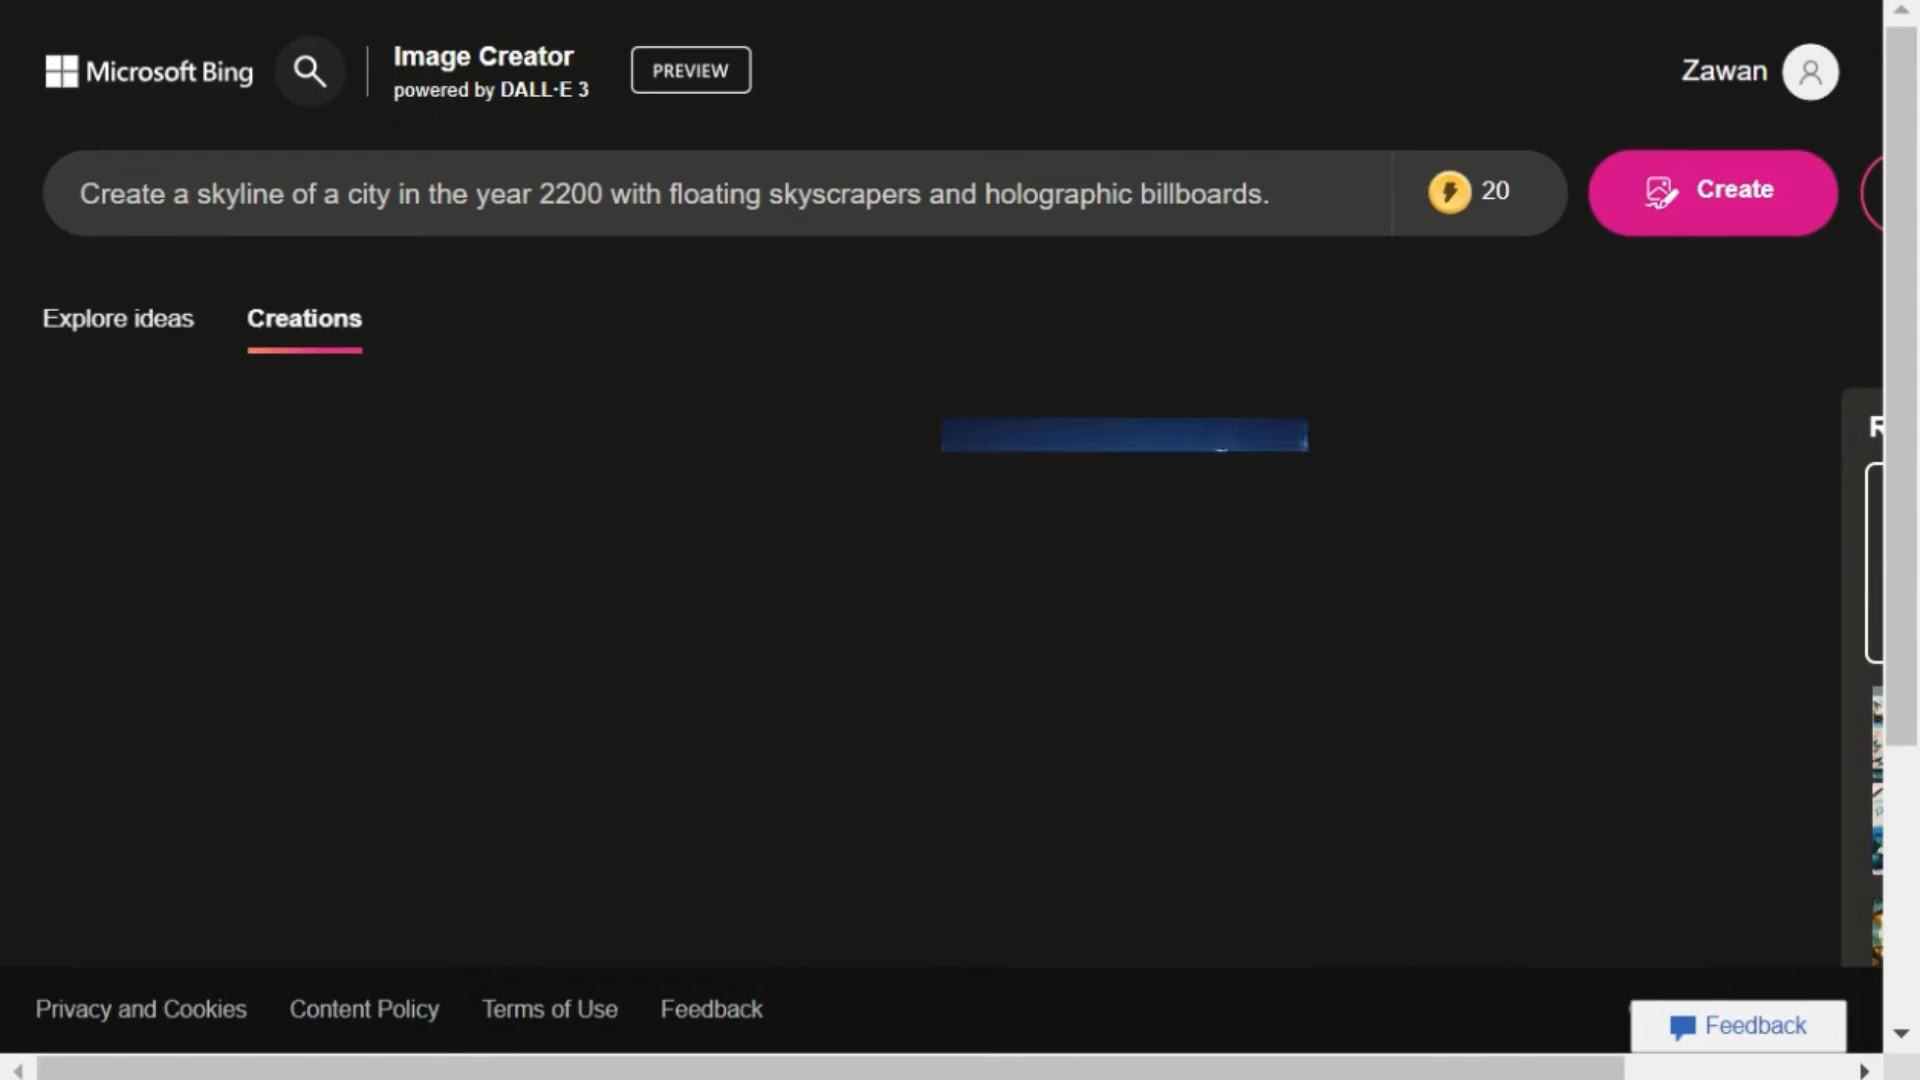 Microsoft Bing
Image Creator
powered by DALL·E 3
PREVIEW
Zawan
Create a skyline of a city in the year 2200 with floating skyscrapers and holographic billboards.
20
Create
Explore ideas
Creations
R
Privacy and Cookies
Content Policy
Terms of Use
Feedback
Feedback